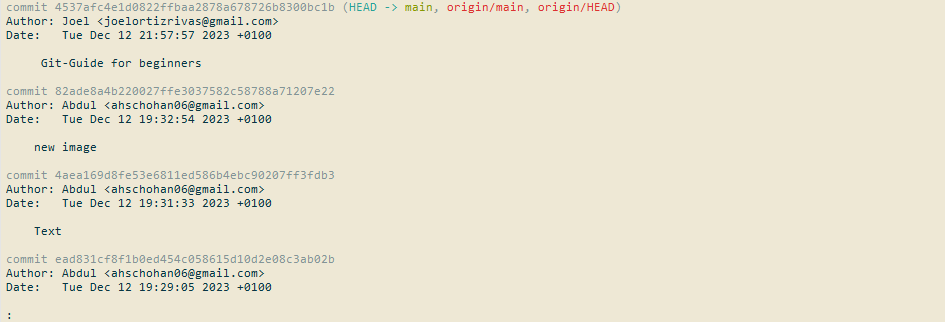 commit 4537afc4e1d0822ffbaa2878a678726b8300bc1b (HEAD -> main, origin/main, origin/HEAD)
Author: Joel <joelortizrivas@gmail.com>
Date:   Tue Dec 12 21:57:57 2023 +0100
Git-Guide for beginners
commit 82ade8a4b220027ffe3037582c58788a71207e22
Author: Abdul <ahschohan06@gmail.com>
Date:   Tue Dec 12 19:32:54 2023 +0100
new image
commit 4aea169d8fe53e6811ed586b4ebc90207ff3fdb3
Author: Abdul <ahschohan06@gmail.com>
Date:   Tue Dec 12 19:31:33 2023 +0100
Text
commit ead831cf8f1b0ed454c058615d10d2e08c3ab02b
Author: Abdul <ahschohan06@gmail.com>
Date:   Tue Dec 12 19:29:05 2023 +0100
: